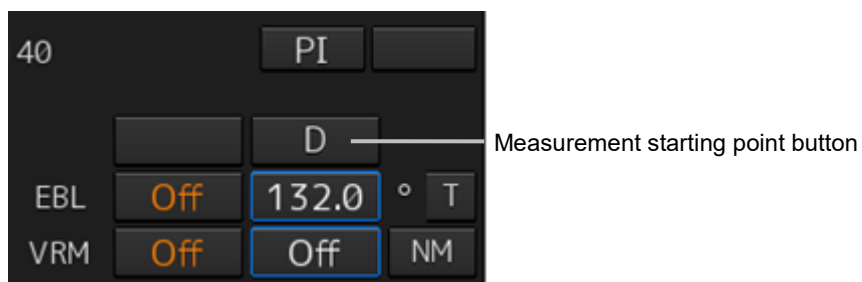 40 PI
D Measurement starting point button
EBL Off 132.0 ° T
VRM Off Off NM